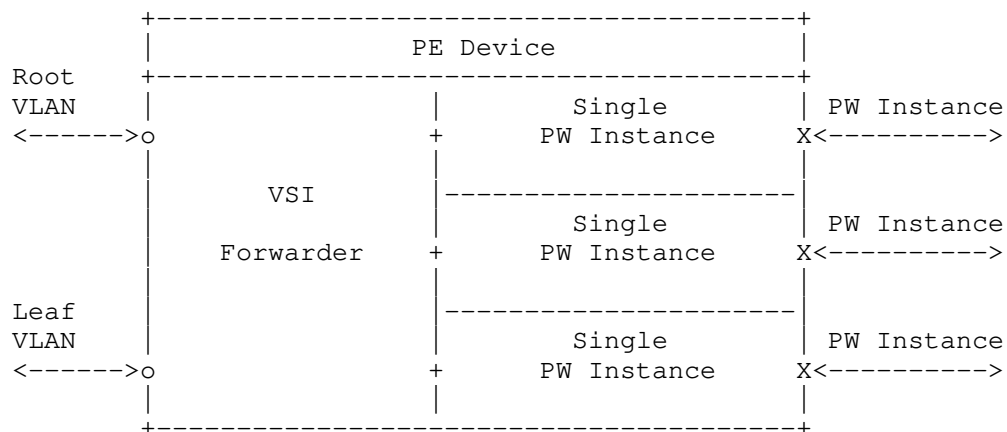 PE Device
Root
VLAN Single PW Instance
PW Instance
VSI
Single PW Instance
Forwarder PW Instance
Leaf
VLAN Single PW Instance
PW Instance